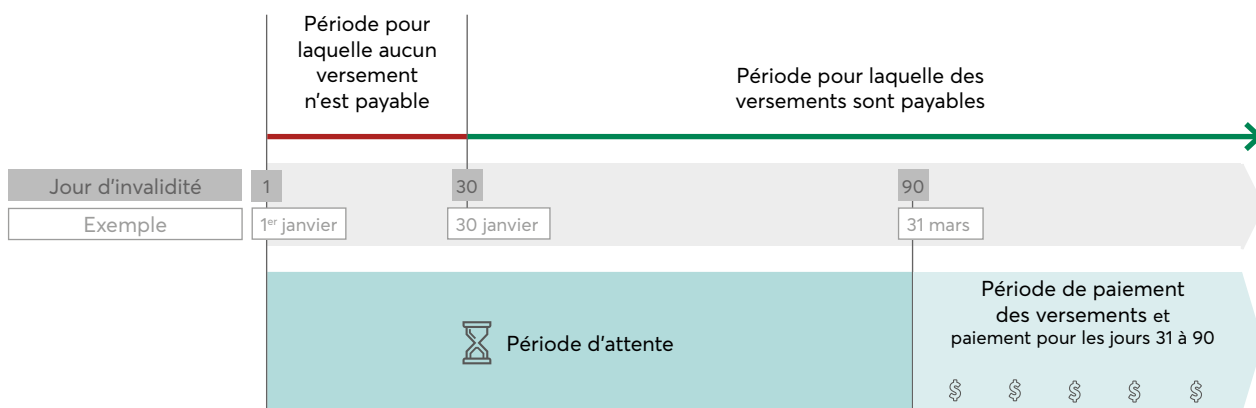 Période pour
laquelle aucun
versement
n'est payable
Période pour laquelle des
versements sont payables
Jour d'invalidité
1
30
90
Exemple
1er janvier
30 janvier
31 mars
Période d'attente
Période de paiement
des versements et
paiement pour les jours 31 à 90
$ $ $ $ $